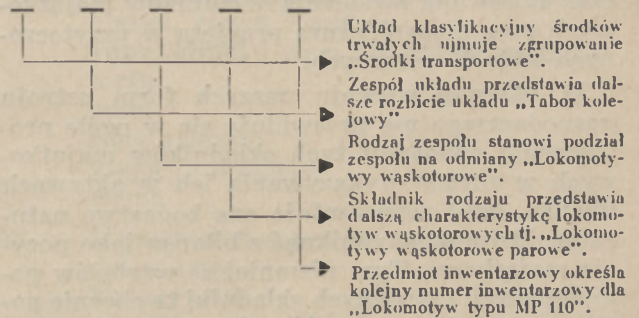 Układ klasyfikacyjny środków
trwałych ujmuje zgrupowanie
„Środki transportowe".
Zespół układu przedstawia dal-
sze rozbicie układu „Tabor kole-
jowy"
Rodzaj zespołu stanowi podział
zespołu na odmiany „Lokomoty-
wy wąskotorowe".
Składnik rodzaju przedstawia
dalszą charakterystykę lokomo-
tyw wąskotorowych tj. „Lokomo-
tywy wąskotorowe parowe".
Przedmiot inwentarzowy określa
kolejny numer inwentarzowy dla
„Lokomotyw typu MP 110".